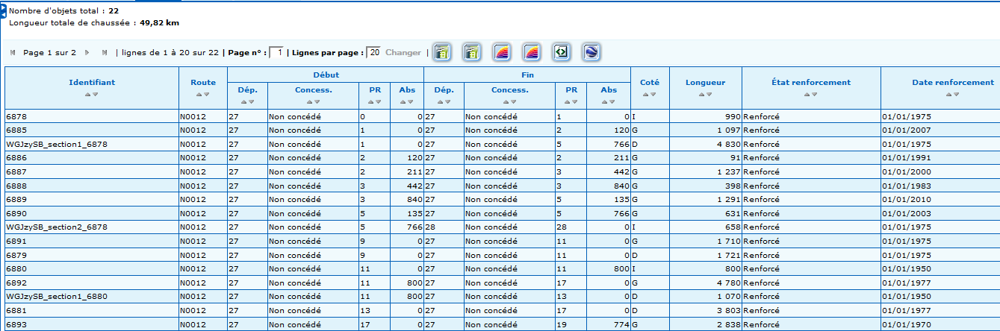 Nombre d'objets total : 22
Longueur totale de chaussée : 49,82 km
Page 1 sur 2 | lignes de 1 à 20 sur 22 | Page n° : 1 | Lignes par page : 20 Changer |
Début Fin
Identifiant Route Coté Longueur État renforcement Date renforcement
Dép. Concess. PR Abs Dép. Concess. PR Abs
6878 N0012 27 Non concédé 0 0 27 Non concédé 1 0 I 990 Renforcé 01/01/1975
6885 N0012 27 Non concédé 1 0 27 Non concédé 2 120 G 1 097 Renforcé 01/01/2007
WGJzySB_section1_6878 N0012 27 Non concédé 1 0 27 Non concédé 5 766 D 4 830 Renforcé 01/01/1975
6886 N0012 27 Non concédé 2 120 27 Non concédé 2 211 G 91 Renforcé 01/01/1991
6887 N0012 27 Non concédé 2 211 27 Non concédé 3 442 G 1 237 Renforcé 01/01/2000
6888 N0012 27 Non concédé 3 442 27 Non concédé 3 840 G 398 Renforcé 01/01/1983
6889 N0012 27 Non concédé 3 840 27 Non concédé 5 135 G 1 291 Renforcé 01/01/2010
6890 N0012 27 Non concédé 5 135 27 Non concédé 5 766 G 631 Renforcé 01/01/2003
WGJzySB_section2_6878 N0012 27 Non concédé 5 766 28 Non concédé 28 0 I 658 Renforcé 01/01/1975
6891 N0012 27 Non concédé 9 0 27 Non concédé 11 0 G 1 710 Renforcé 01/01/1975
6879 N0012 27 Non concédé 9 0 27 Non concédé 11 0 D 1 721 Renforcé 01/01/1975
6880 N0012 27 Non concédé 11 0 27 Non concédé 11 800 I 800 Renforcé 01/01/1950
6892 N0012 27 Non concédé 11 800 27 Non concédé 17 0 G 4 780 Renforcé 01/01/1977
WGJzySB_section1_6880 N0012 27 Non concédé 11 800 27 Non concédé 13 0 D 1 070 Renforcé 01/01/1950
6881 N0012 27 Non concédé 13 0 27 Non concédé 17 0 D 3 803 Renforcé 01/01/1977
6893 N0012 27 Non concédé 17 0 27 Non concédé 19 774 G 2 838 Renforcé 01/01/1970